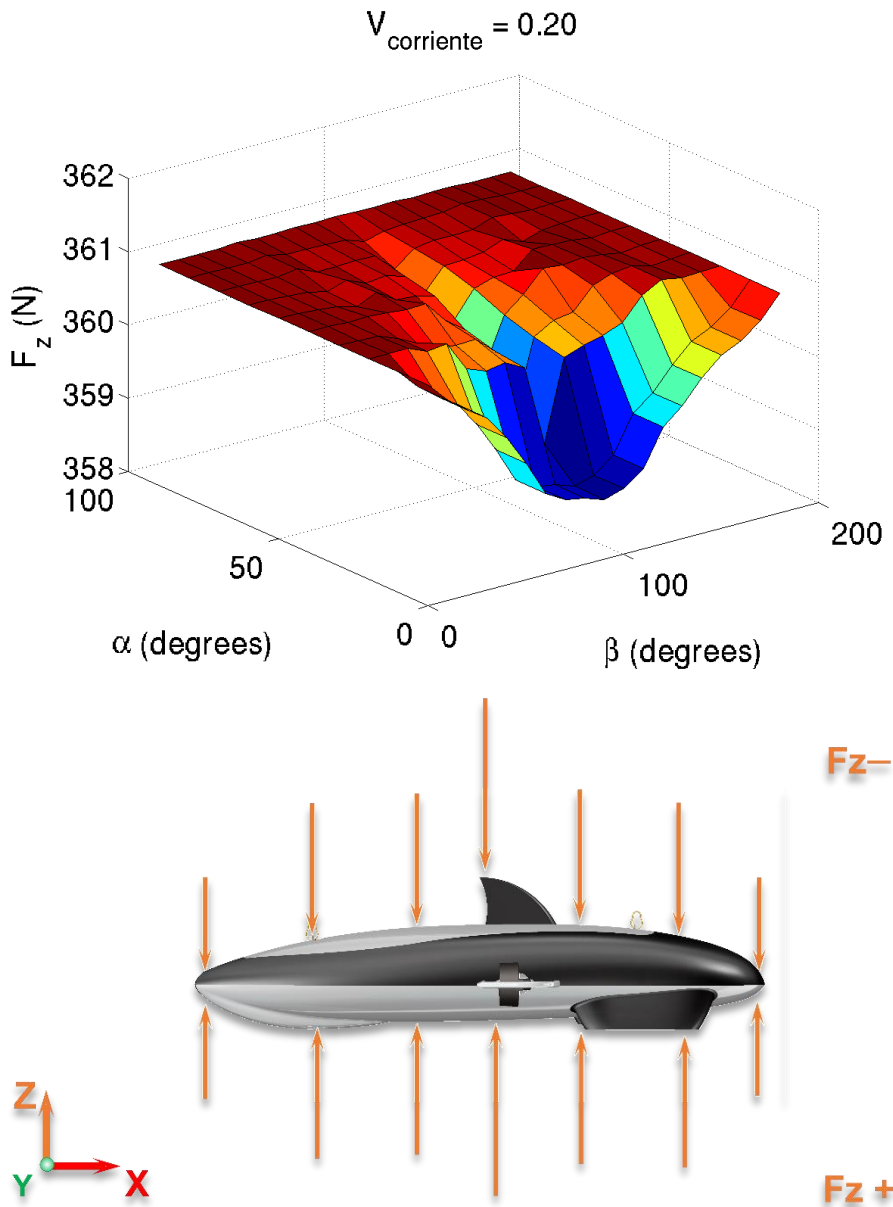 V_corriente = 0.20
362
361
360
359
358
F_z (N)
100
50
0
α (degrees)
0
100
200
β (degrees)
Fz−
Z
Y
X
Fz +